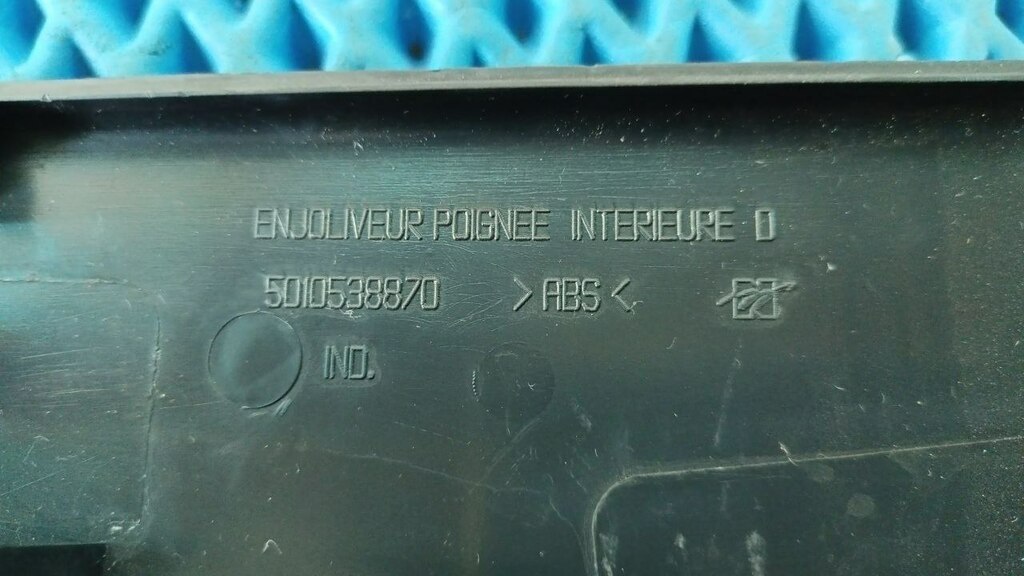 ENJOLIVEUR POIGNEE INTERIEURE D
5010538870 >ABS<
IND.